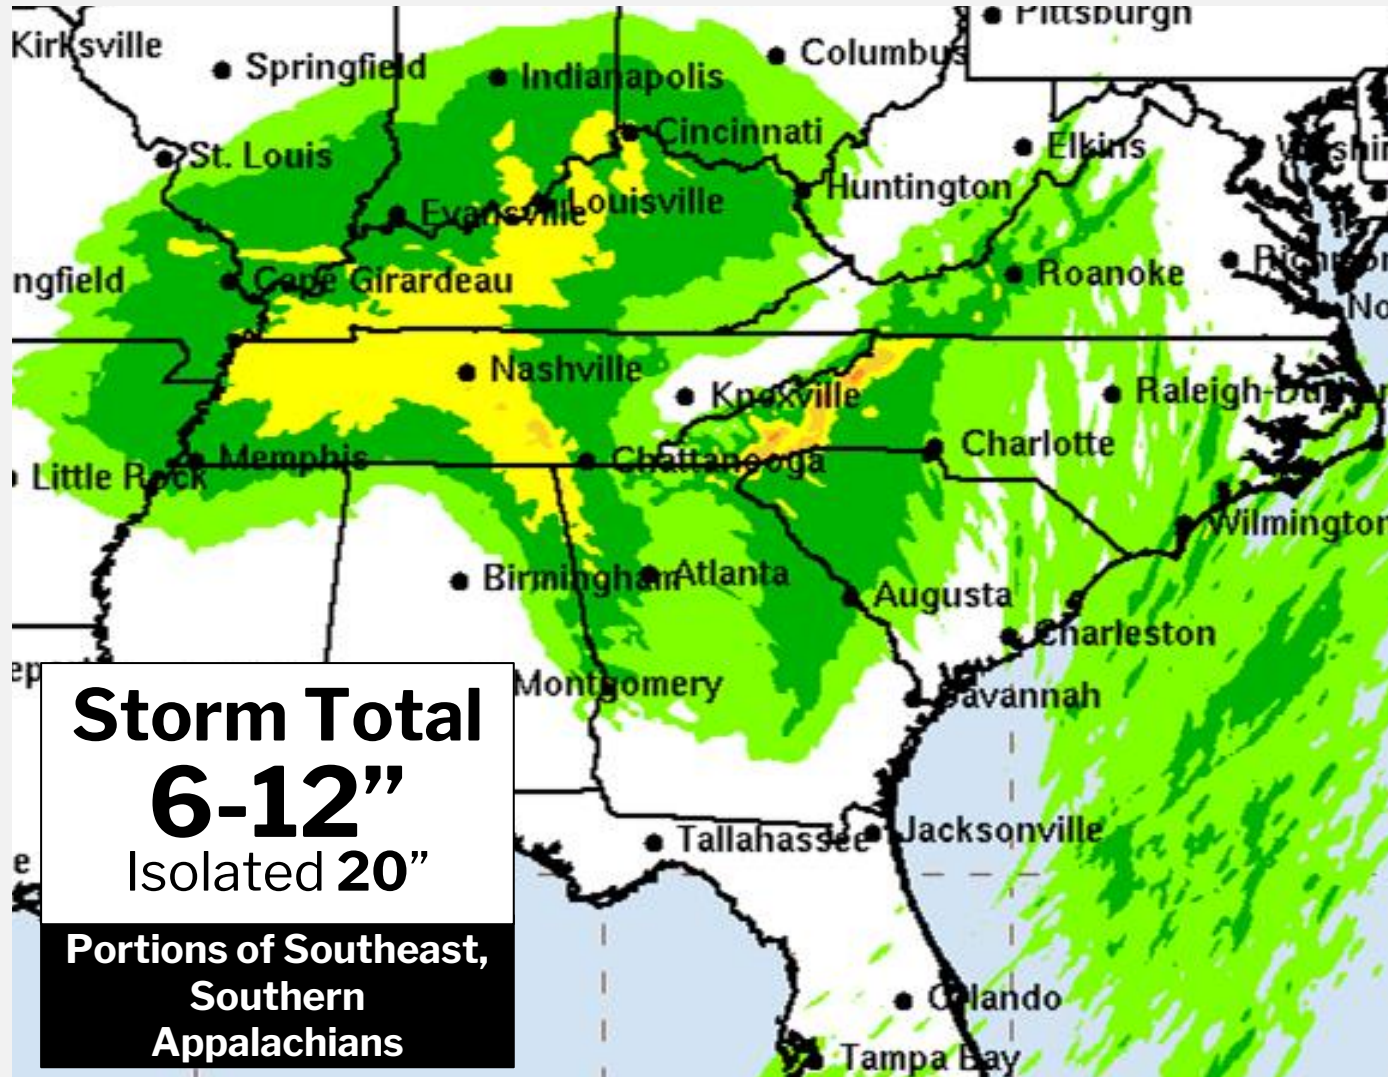 Pittsburgh
Kirksville
Springfield
Indianapolis
Columbus
Cincinnati
St. Louis
Elkins
Huntington
Evansville
Louisville
ngfield
Cape Girardeau
Roanoke
No
Nashville
Knoxville
Charlotte
Little Rock
Memphis
Chattanooga
Wilmington
Birmingham
Atlanta
Augusta
Charleston
Montgomery
Savannah
Storm Total
6-12”
Isolated 20”
Portions of Southeast,
Southern
Appalachians
Tallahassee
Jacksonville
Orlando
Tampa Bay